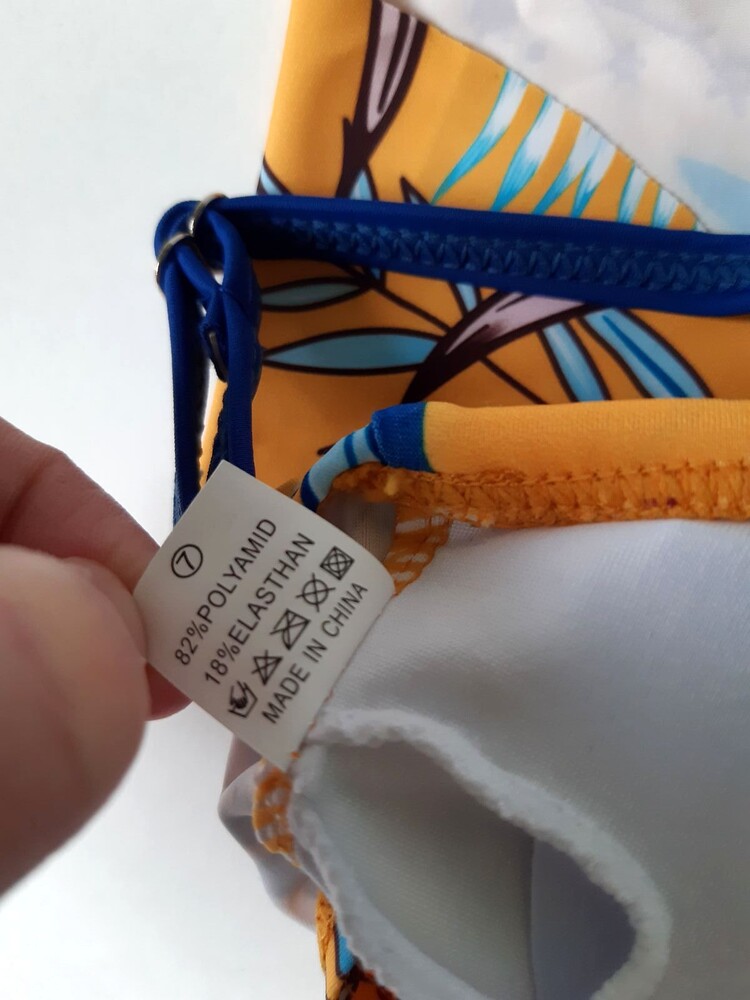 7
82%POLYAMID
18%ELASTHAN
MADE IN CHINA